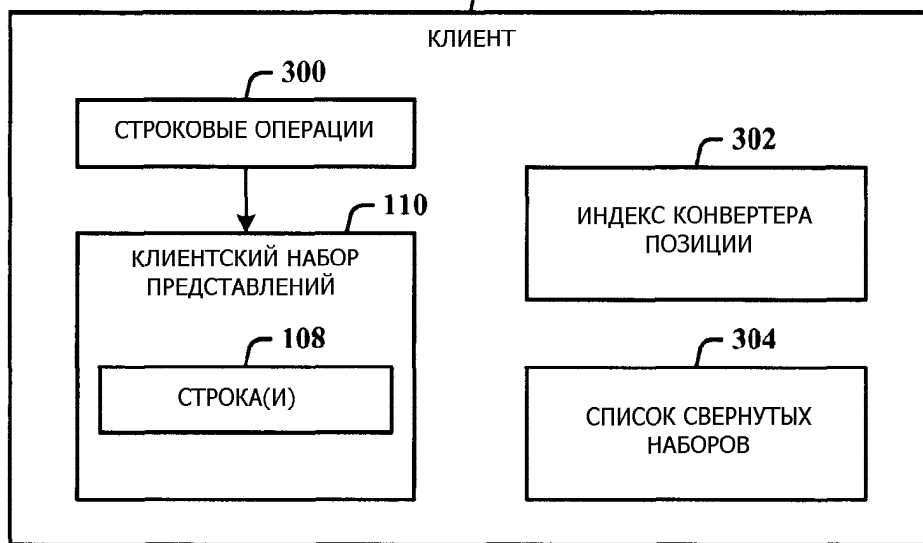 КЛИЕНТ
300
СТРОКОВЫЕ ОПЕРАЦИИ
110
КЛИЕНТСКИЙ НАБОР
ПРЕДСТАВЛЕНИЙ
108
СТРОКА(И)
302
ИНДЕКС КОНВЕРТЕРА
ПОЗИЦИИ
304
СПИСОК СВЕРНУТЫХ
НАБОРОВ